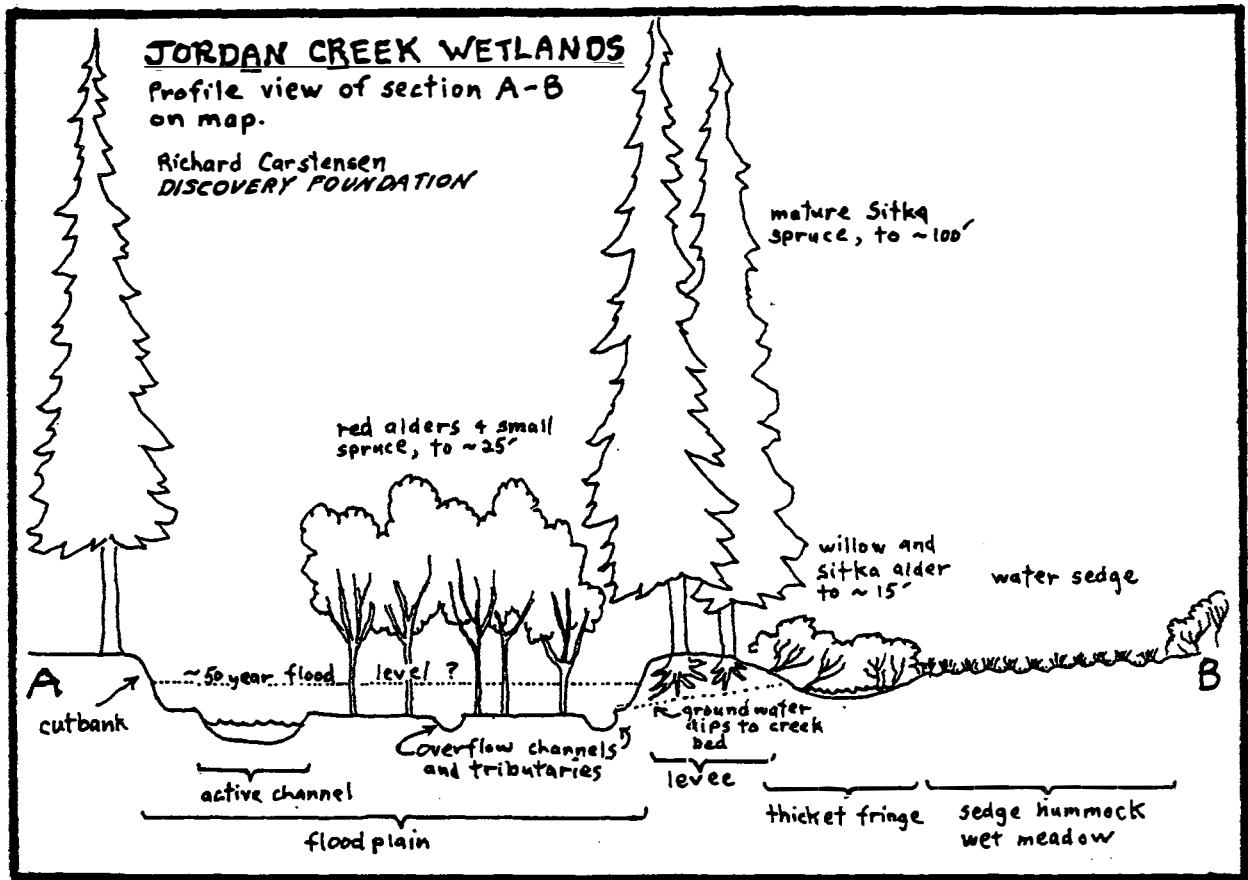 JORDAN CREEK WETLANDS
Profile view of section A-B
on map.
Richard Carstensen
DISCOVERY FOUNDATION
mature Sitka
spruce, to ~100'
red alders & small
spruce, to ~25'
willow and
Sitka alder
to ~15'
water sedge
A
~50 year flood level ?
B
cutbank
groundwater
dips to creek
bed
overflow channels
and tributaries
levee
active channel
thicket fringe
sedge hummock
wet meadow
flood plain